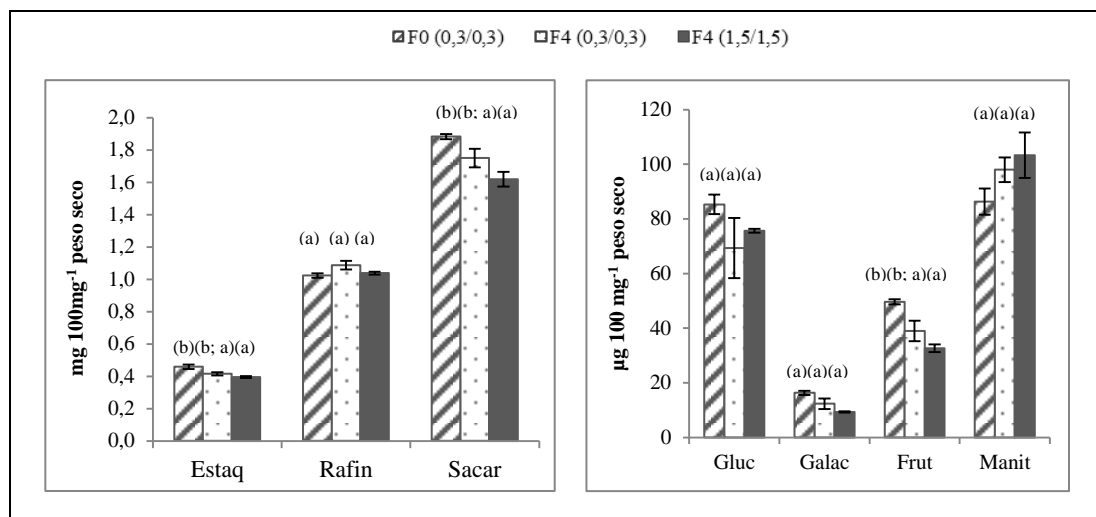 F0 (0,3/0,3) F4 (0,3/0,3) F4 (1,5/1,5)
mg 100mg-1 peso seco
2,0
1,8
1,6
1,4
1,2
1,0
0,8
0,6
0,4
0,2
0,0
(b)(b; a)(a)
(a) (a) (a)
(b)(b; a)(a)
Estaq Rafin Sacar
µg 100 mg-1 peso seco
120
100
80
60
40
20
0
(a)(a)(a)
(a)(a)(a)
(b)(b; a)(a)
(a)(a)(a)
Gluc Galac Frut Manit